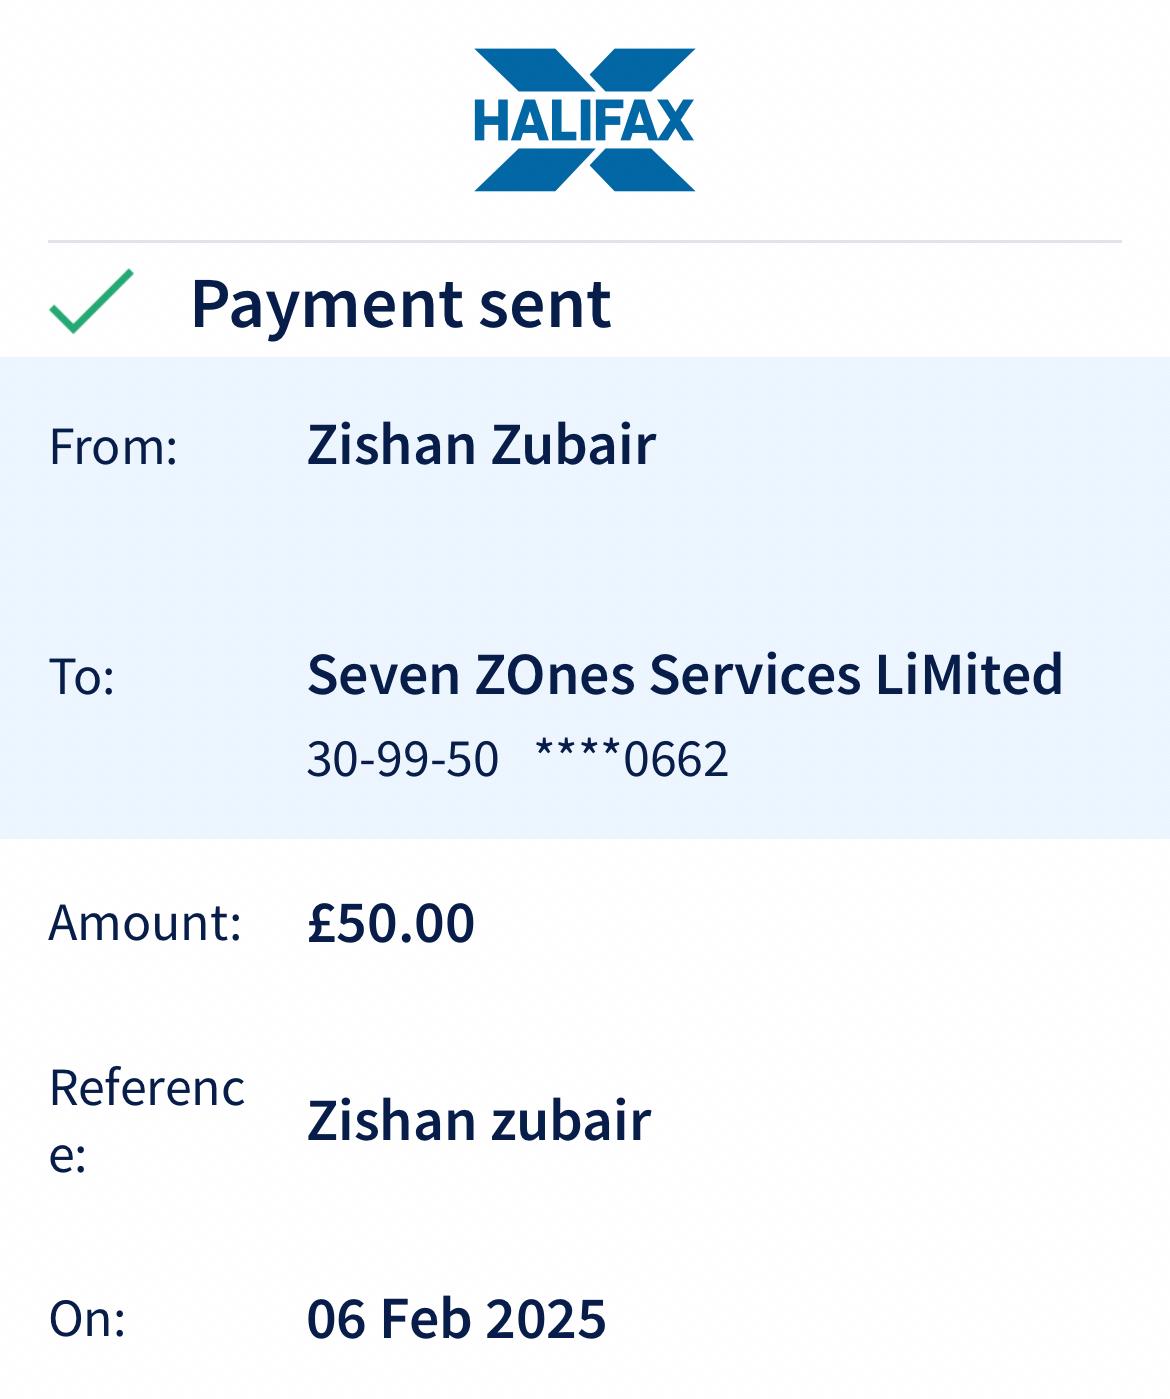 HALIFAX
Payment sent
From: Zishan Zubair
To: Seven ZOnes Services LiMited
30-99-50 ****0662
Amount: £50.00
Referenc
e: Zishan zubair
On: 06 Feb 2025